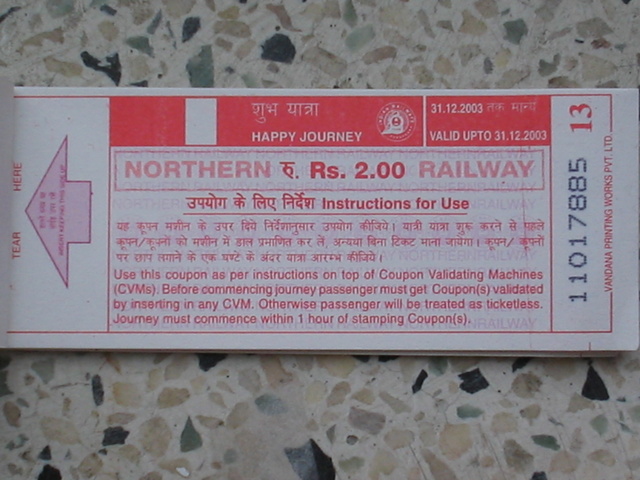 शुभ यात्रा
HAPPY JOURNEY
31.12.2003 तक मान्य
VALID UPTO 31.12.2003
NORTHERN रु. Rs. 2.00 RAILWAY
उपयोग के लिए निर्देश Instructions for Use
यह कूपन मशीन के उपर दिये निर्देशानुसार उपयोग कीजिये। यात्री यात्रा शुरू करने से पहले
कूपन/कूपनों को मशीन में डाल प्रमाणित कर लें, अन्यथा बिना टिकट माना जायेगा। कूपन/ कूपनों
पर छाप लगाने के एक घण्टे के अंदर यात्रा आरम्भ कीजिये।
Use this coupon as per instructions on top of Coupon Validating Machines
(CVMs). Before commencing journey passenger must get Coupon(s) validated
by inserting in any CVM. Otherwise passenger will be treated as ticketless.
Journey must commence within 1 hour of stamping Coupon(s).
TEAR HERE
13
11017885
VANDANA PRINTING WORKS PVT. LTD.